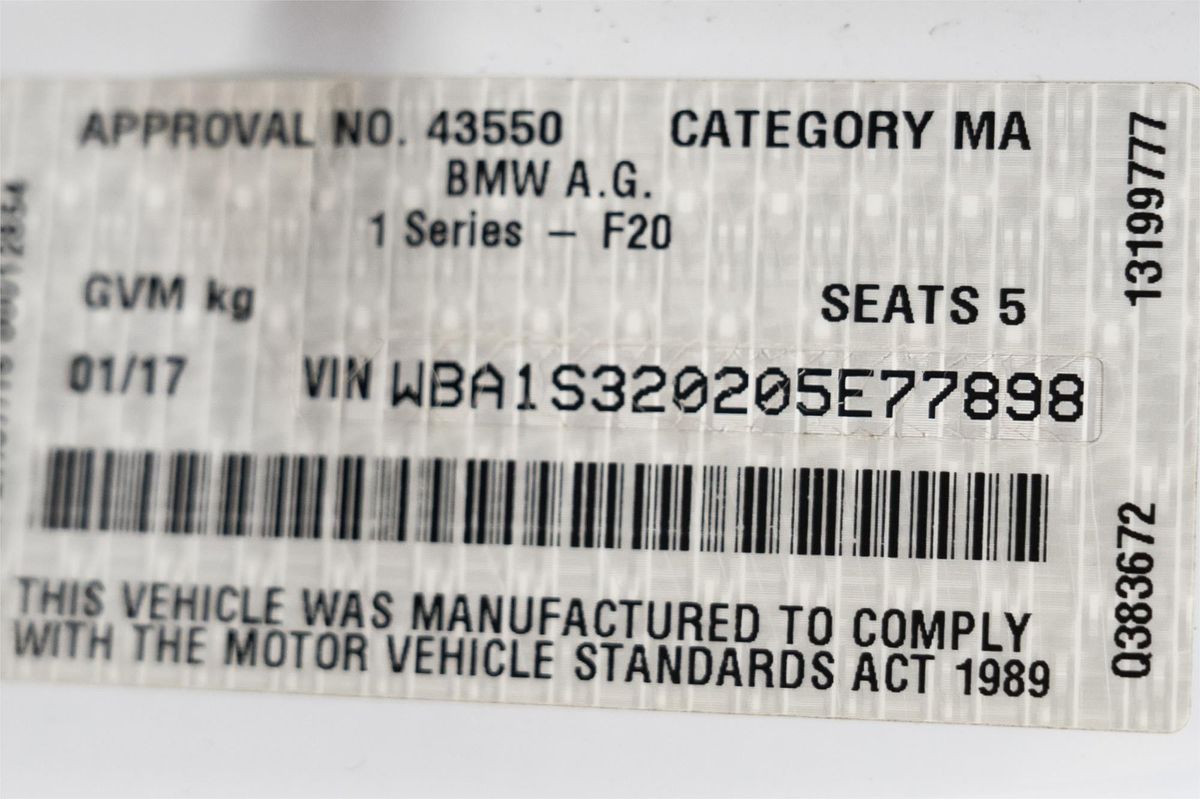 APPROVAL NO. 43550 CATEGORY MA
BMW A.G.
1 Series – F20
GVM kg SEATS 5
01/17 VIN WBA1S320205E77898
THIS VEHICLE WAS MANUFACTURED TO COMPLY
WITH THE MOTOR VEHICLE STANDARDS ACT 1989
13199777
Q383672